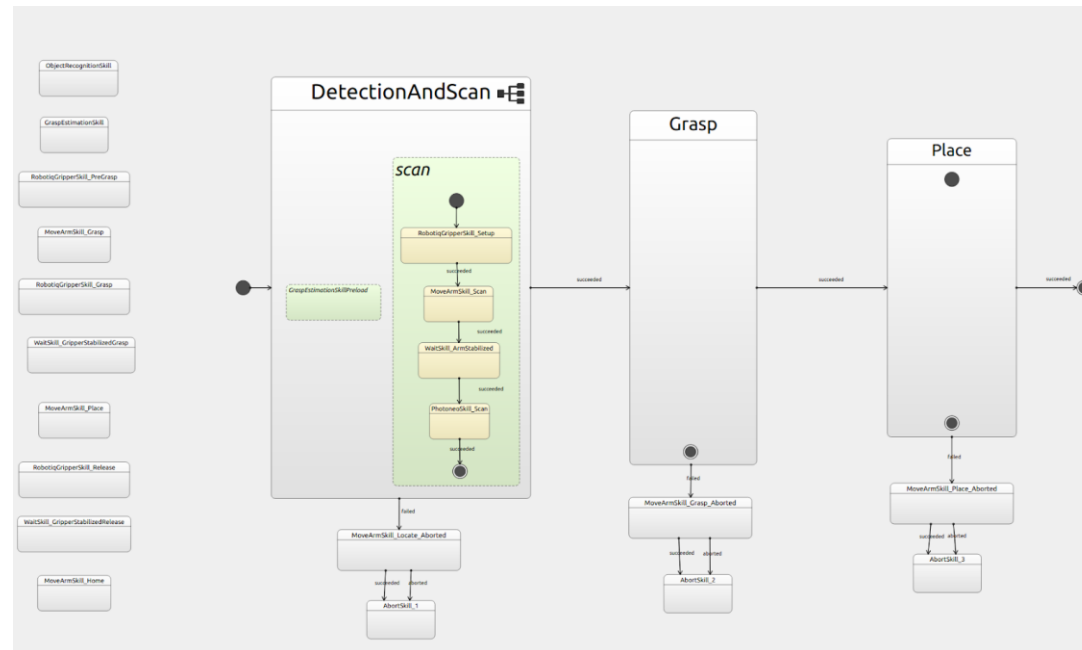 ObjectRecognitionSkill
GraspEstimationSkill
RobotiqGripperSkill_PreGrasp
MoveArmSkill_Grasp
RobotiqGripperSkill_Grasp
WaitSkill_GripperStabilizedGrasp
MoveArmSkill_Place
RobotiqGripperSkill_Release
WaitSkill_GripperStabilizedRelease
MoveArmSkill_Home
DetectionAndScan
GraspEstimationSkillPreload
scan
RobotiqGripperSkill_Setup
succeeded
MoveArmSkill_Scan
succeeded
WaitSkill_ArmStabilized
succeeded
PhotoneoSkill_Scan
succeeded
failed
MoveArmSkill_Locate_Aborted
succeeded
aborted
AbortSkill_1
succeeded
Grasp
failed
MoveArmSkill_Grasp_Aborted
succeeded
aborted
AbortSkill_2
succeeded
Place
failed
MoveArmSkill_Place_Aborted
succeeded
aborted
AbortSkill_3
succeeded